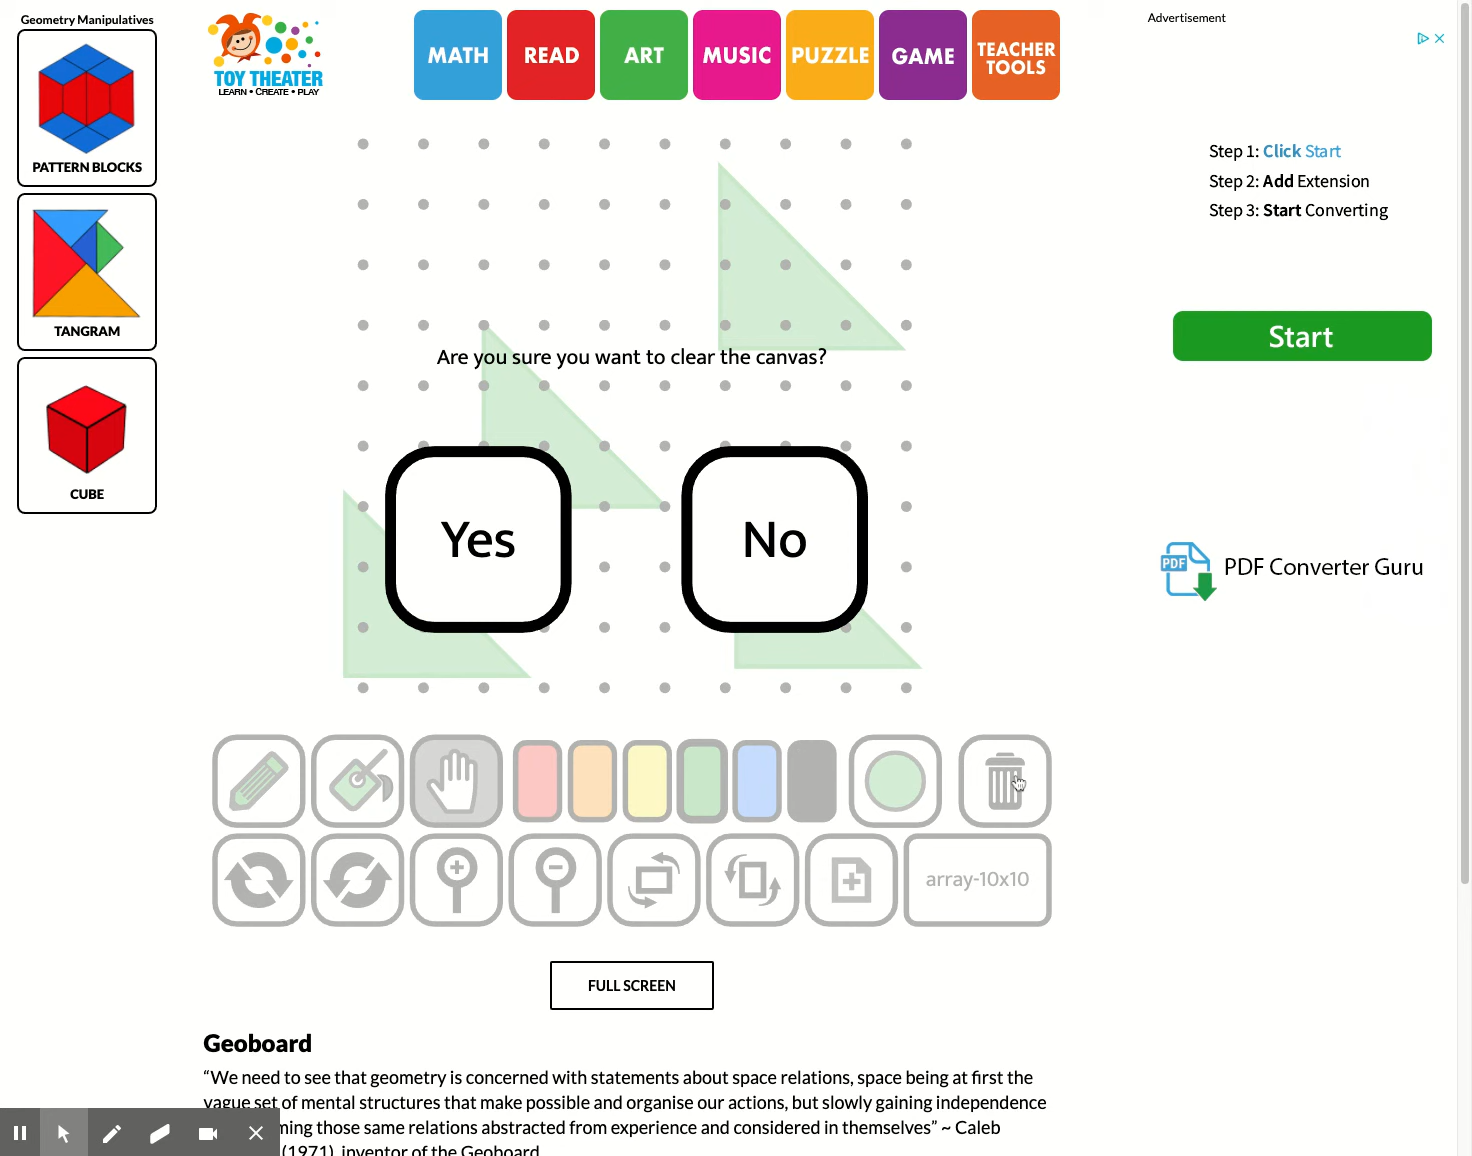 Geometry Manipulatives
PATTERN BLOCKS
TANGRAM
CUBE
TOY THEATER
LEARN • CREATE • PLAY
MATH
READ
ART
MUSIC
PUZZLE
GAME
TEACHER
TOOLS
Are you sure you want to clear the canvas?
Yes
No
array-10x10
FULL SCREEN
Geoboard
“We need to see that geometry is concerned with statements about space relations, space being at first the
vague set of mental structures that make possible and organise our actions, but slowly gaining independence
ming those same relations abstracted from experience and considered in themselves” ~ Caleb
(1971), inventor of the Geoboard
Advertisement
Step 1: Click Start
Step 2: Add Extension
Step 3: Start Converting
Start
PDF
PDF Converter Guru